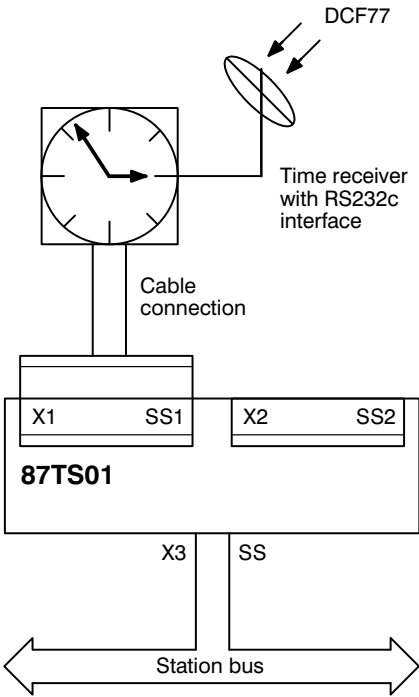 DCF77
Time receiver
with RS232c
interface
Cable
connection
X1 SS1 X2 SS2
87TS01
X3 SS
Station bus